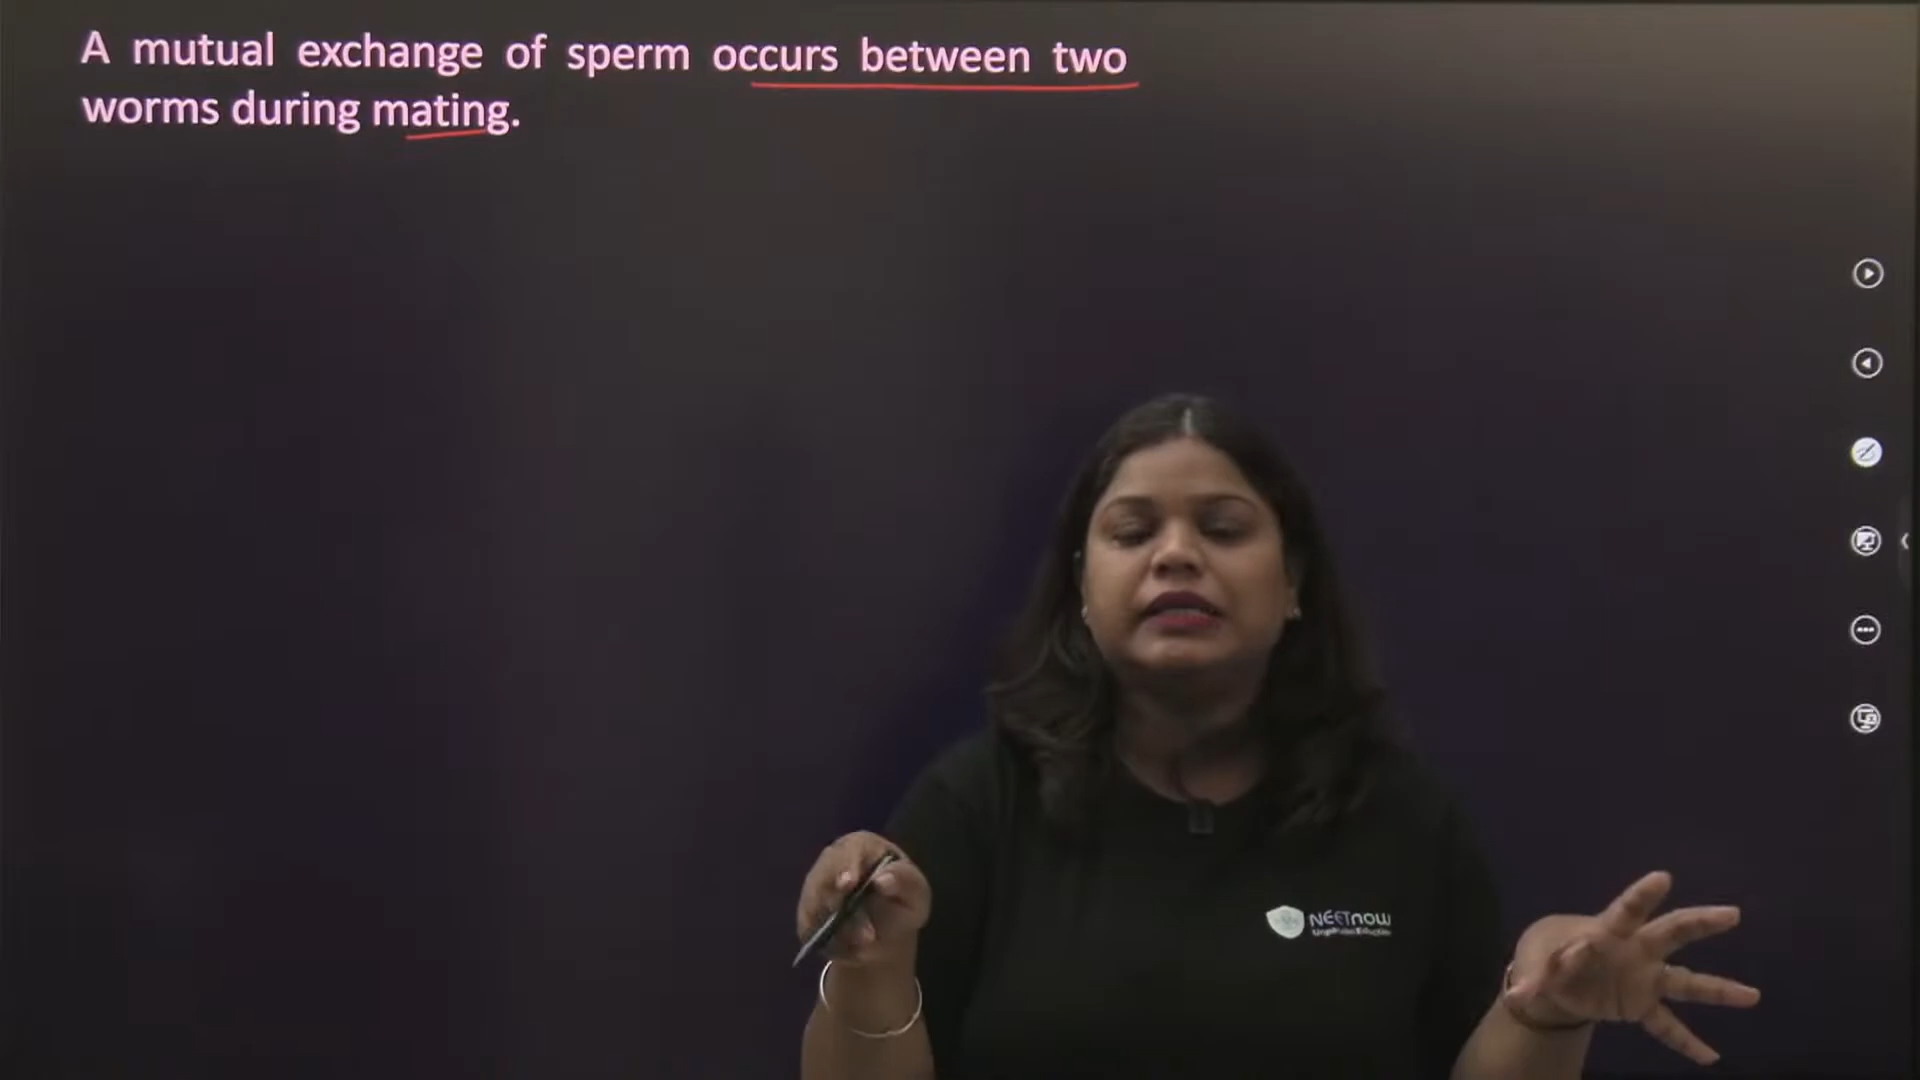 A mutual exchange of sperm occurs between two
worms during mating.
NEETnow